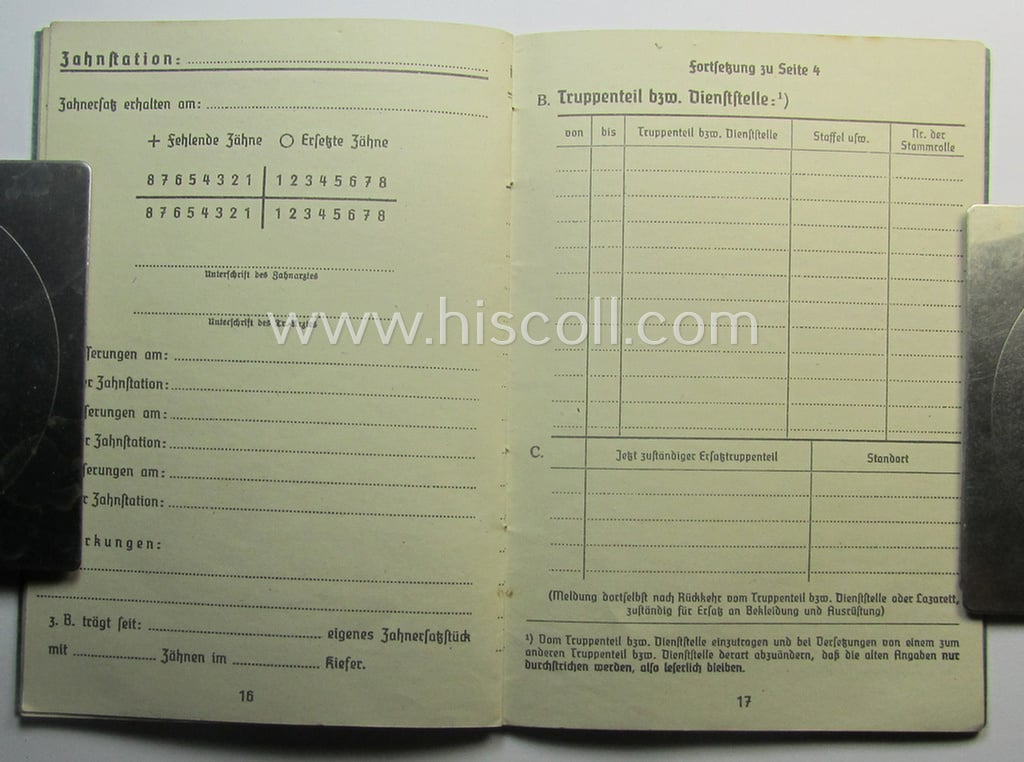 Zahnstation:
Zahnersatz erhalten am:
+ Fehlende Zähne ○ Ersetzte Zähne
8 7 6 5 4 3 2 1 | 1 2 3 4 5 6 7 8
8 7 6 5 4 3 2 1 | 1 2 3 4 5 6 7 8
Unterschrift des Zahnarztes
Unterschrift des
serungen am:
r Zahnstation:
serungen am:
r Zahnstation:
serungen am:
r Zahnstation:
rkungen:
z. B. trägt seit: eigenes Zahnersatzstück
mit Zähnen im Kiefer.
16
Fortsetzung zu Seite 4
B. Truppenteil bzw. Dienststelle:¹)
von bis Truppenteil bzw. Dienststelle Staffel usw. Nr. der Stammrolle
C. Jetzt zuständiger Ersatztruppenteil Standort
(Meldung dortselbst nach Rückkehr vom Truppenteil bzw. Dienststelle oder Lazarett,
zuständig für Ersatz an Bekleidung und Ausrüstung)
¹) Vom Truppenteil bzw. Dienststelle einzutragen und bei Versetzungen von einem zum
anderen Truppenteil bzw. Dienststelle derart abzuändern, daß die alten Angaben nur
durchstrichen werden, also leserlich bleiben.
17
www.hiscoll.com